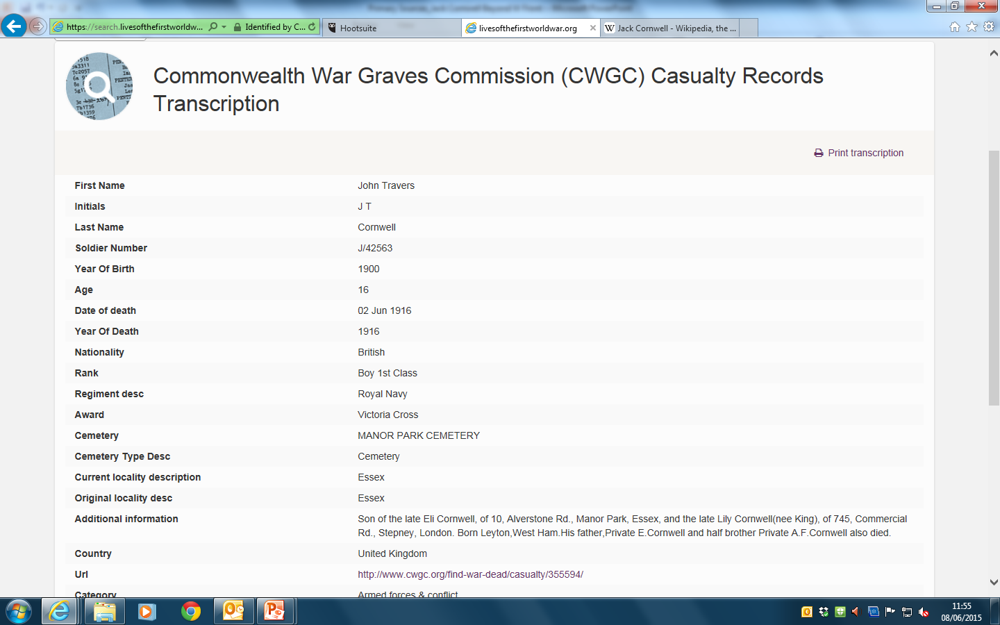 https://search.livesofthefirstworldw...
Identified by C...
Hootsuite
livesofthefirstworldwar.org
Jack Cornwell - Wikipedia, the ...
Commonwealth War Graves Commission (CWGC) Casualty Records
Transcription
Print transcription
First Name John Travers
Initials J T
Last Name Cornwell
Soldier Number J/42563
Year Of Birth 1900
Age 16
Date of death 02 Jun 1916
Year Of Death 1916
Nationality British
Rank Boy 1st Class
Regiment desc Royal Navy
Award Victoria Cross
Cemetery MANOR PARK CEMETERY
Cemetery Type Desc Cemetery
Current locality description Essex
Original locality desc Essex
Additional information Son of the late Eli Cornwell, of 10, Alverstone Rd., Manor Park, Essex, and the late Lily Cornwell(nee King), of 745, Commercial
Rd., Stepney, London. Born Leyton,West Ham.His father,Private E.Cornwell and half brother Private A.F.Cornwell also died.
Country United Kingdom
Url http://www.cwgc.org/find-war-dead/casualty/355594/
Category Armed forces & conflict
11:55
08/06/2015